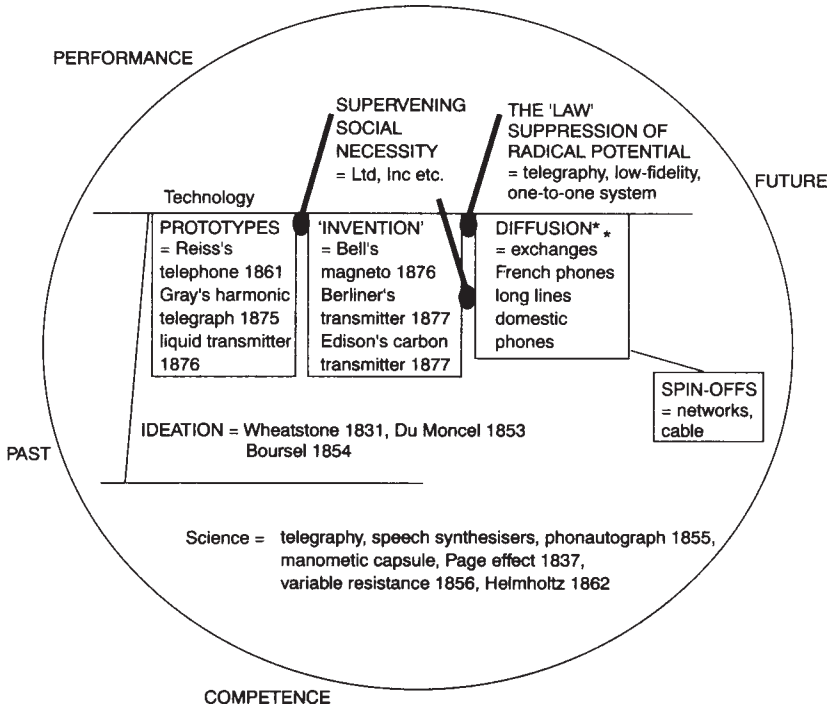 PERFORMANCE
SUPERVENING
SOCIAL
NECESSITY
= Ltd, Inc etc.
THE 'LAW'
SUPPRESSION OF
RADICAL POTENTIAL
= telegraphy, low-fidelity,
one-to-one system
FUTURE
Technology
PROTOTYPES
= Reiss's
telephone 1861
Gray's harmonic
telegraph 1875
liquid transmitter
1876
'INVENTION'
= Bell's
magneto 1876
Berliner's
transmitter 1877
Edison's carbon
transmitter 1877
DIFFUSION* *
= exchanges
French phones
long lines
domestic
phones
SPIN-OFFS
= networks,
cable
IDEATION = Wheatstone 1831, Du Moncel 1853
Boursel 1854
PAST
Science = telegraphy, speech synthesisers, phonautograph 1855,
manometic capsule, Page effect 1837,
variable resistance 1856, Helmholtz 1862
COMPETENCE